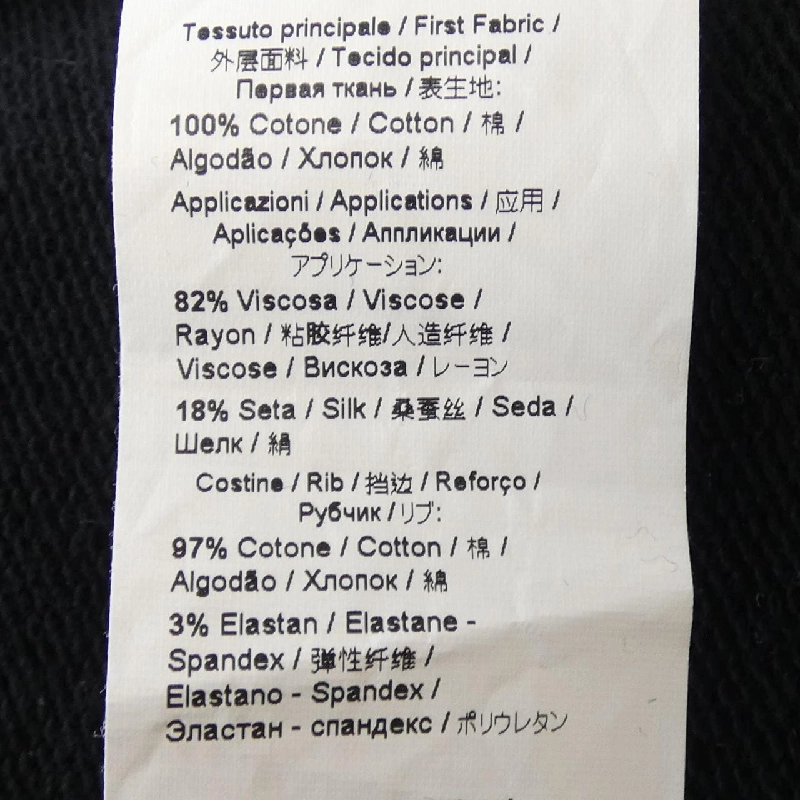 Tessuto principale / First Fabric /
外层面料 / Tecido principal /
Первая ткань / 表生地:
100% Cotone / Cotton / 棉 /
Algodão / Хлопок / 綿
Applicazioni / Applications / 应用 /
Aplicações / Аппликации /
アプリケーション:
82% Viscosa / Viscose /
Rayon / 粘胶纤维/人造纤维 /
Viscose / Вискоза / レーヨン
18% Seta / Silk / 桑蚕丝 / Seda /
Шелк / 絹
Costine / Rib / 挡边 / Reforço /
Рубчик / リブ:
97% Cotone / Cotton / 棉 /
Algodão / Хлопок / 綿
3% Elastan / Elastane -
Spandex / 弹性纤维 /
Elastano - Spandex /
Эластан - спандекс / ポリウレタン